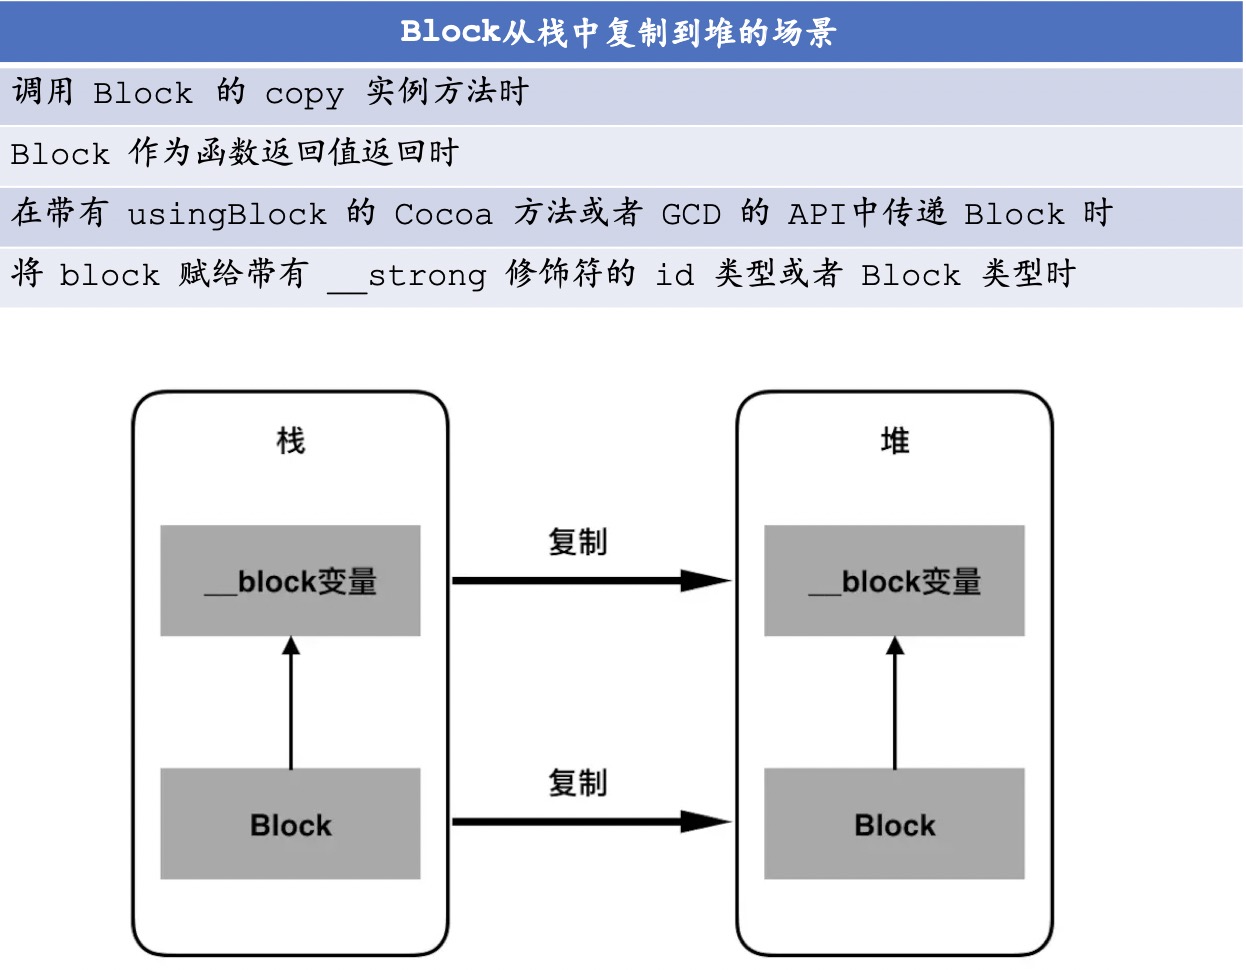 Block从栈中复制到堆的场景
调用 Block 的 copy 实例方法时
Block 作为函数返回值返回时
在带有 usingBlock 的 Cocoa 方法或者 GCD 的 API中传递 Block 时
将 block 赋给带有 __strong 修饰符的 id 类型或者 Block 类型时
栈
堆
复制
__block变量
__block变量
复制
Block
Block